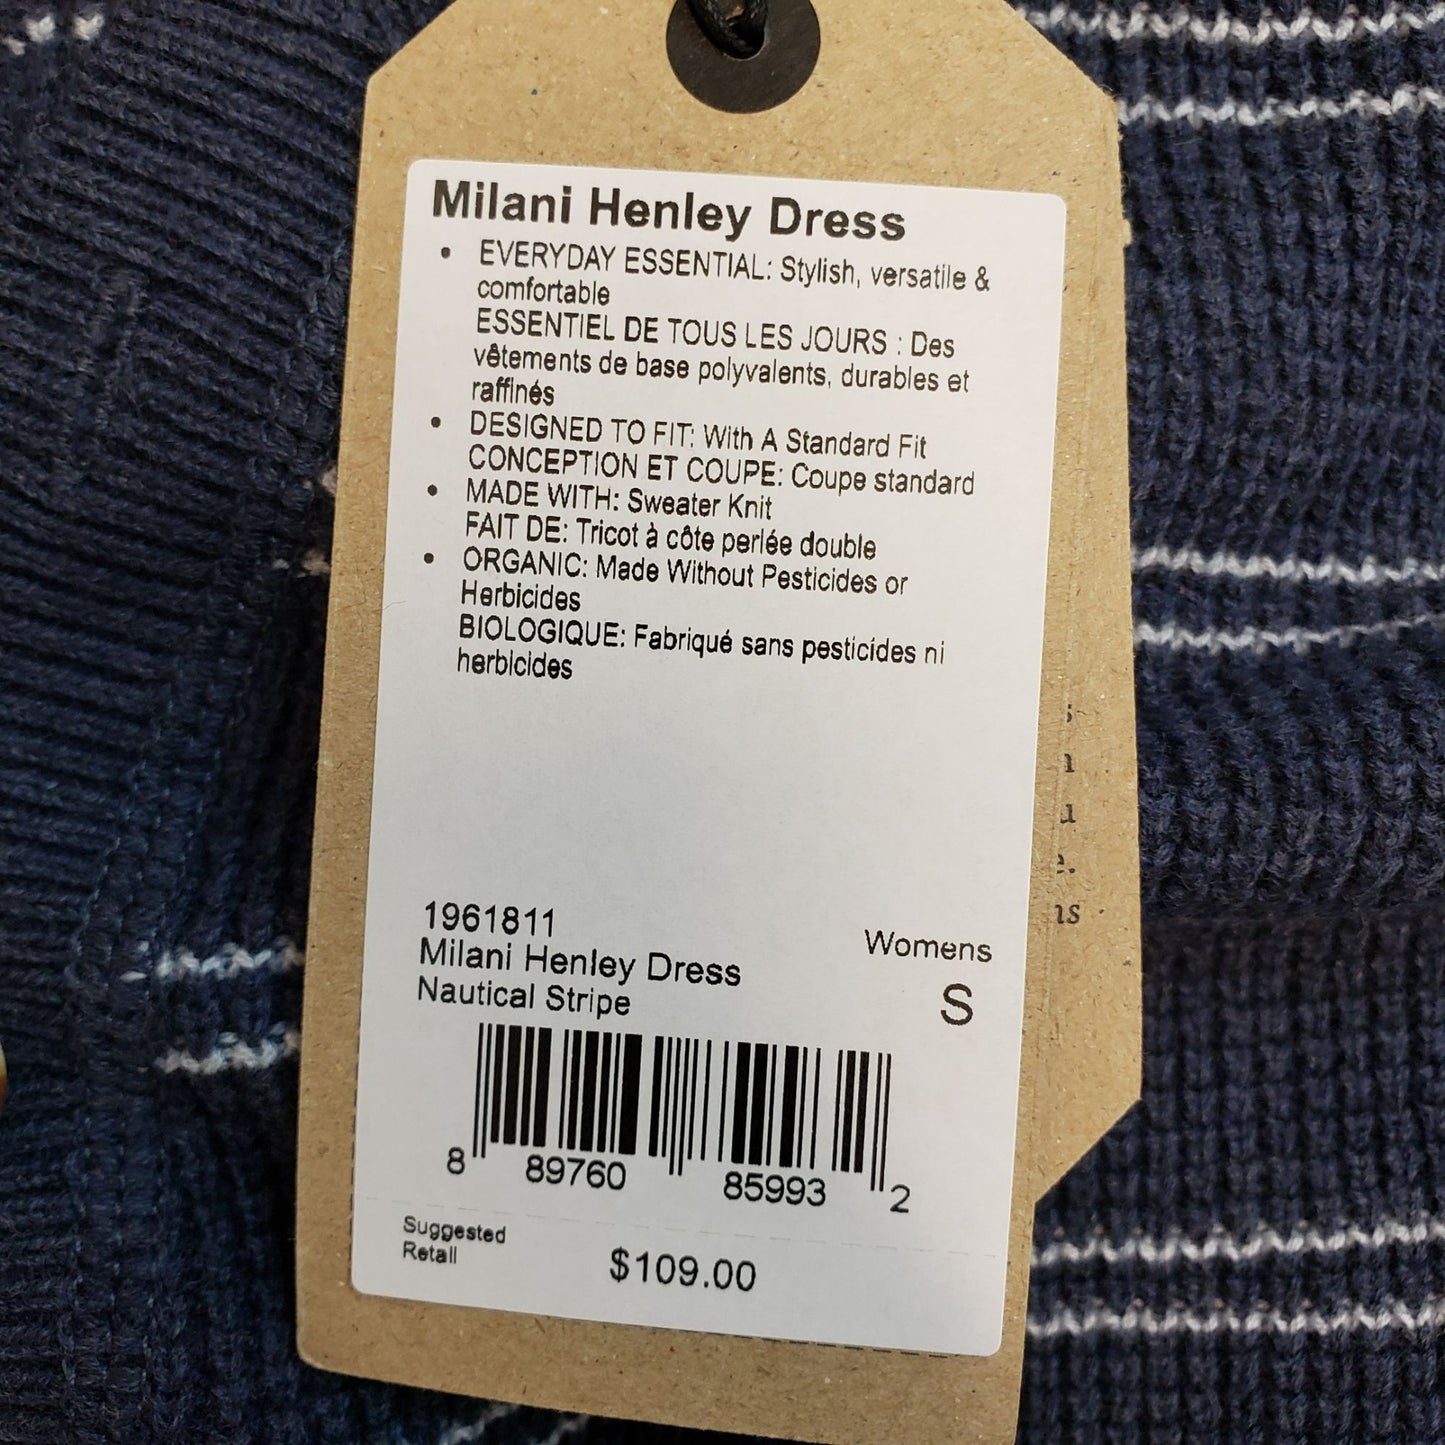 Milani Henley Dress
• EVERYDAY ESSENTIAL: Stylish, versatile &
comfortable
ESSENTIEL DE TOUS LES JOURS : Des
vêtements de base polyvalents, durables et
raffinés
• DESIGNED TO FIT: With A Standard Fit
CONCEPTION ET COUPE: Coupe standard
• MADE WITH: Sweater Knit
FAIT DE: Tricot à côte perlée double
• ORGANIC: Made Without Pesticides or
Herbicides
BIOLOGIQUE: Fabriqué sans pesticides ni
herbicides
1961811
Milani Henley Dress
Nautical Stripe
Womens
S
8 89760 85993 2
Suggested
Retail
$109.00